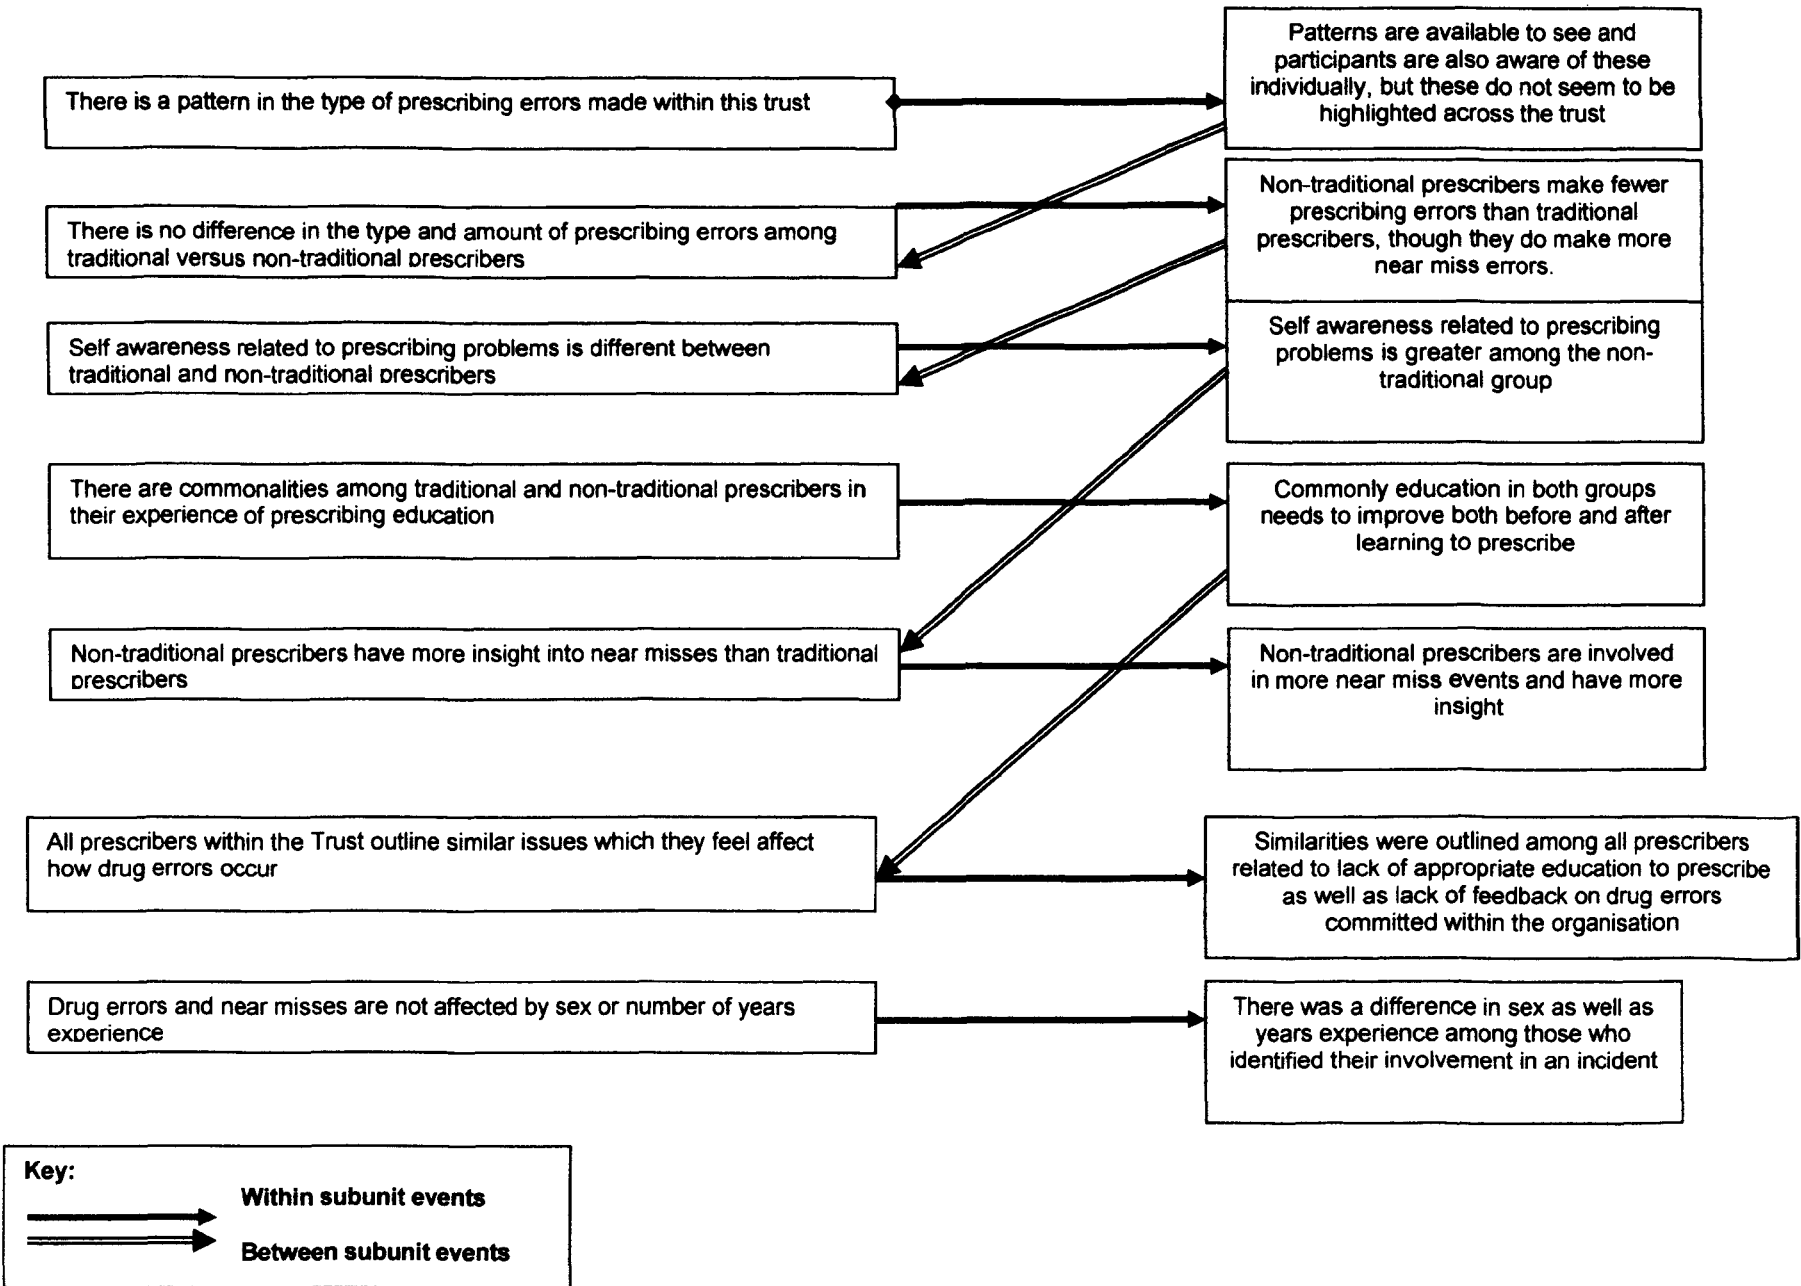 There is a pattern in the type of prescribing errors made within this trust
Patterns are available to see and
participants are also aware of these
individually, but these do not seem to be
highlighted across the trust
There is no difference in the type and amount of prescribing errors among
traditional versus non-traditional prescribers
Non-traditional prescribers make fewer
prescribing errors than traditional
prescribers, though they do make more
near miss errors.
Self awareness related to prescribing problems is different between
traditional and non-traditional prescribers
Self awareness related to prescribing
problems is greater among the non-
traditional group
There are commonalities among traditional and non-traditional prescribers in
their experience of prescribing education
Commonly education in both groups
needs to improve both before and after
learning to prescribe
Non-traditional prescribers have more insight into near misses than traditional
prescribers
Non-traditional prescribers are involved
in more near miss events and have more
insight
All prescribers within the Trust outline similar issues which they feel affect
how drug errors occur
Similarities were outlined among all prescribers
related to lack of appropriate education to prescribe
as well as lack of feedback on drug errors
committed within the organisation
Drug errors and near misses are not affected by sex or number of years
experience
There was a difference in sex as well as
years experience among those who
identified their involvement in an incident
Key:
Within subunit events
Between subunit events